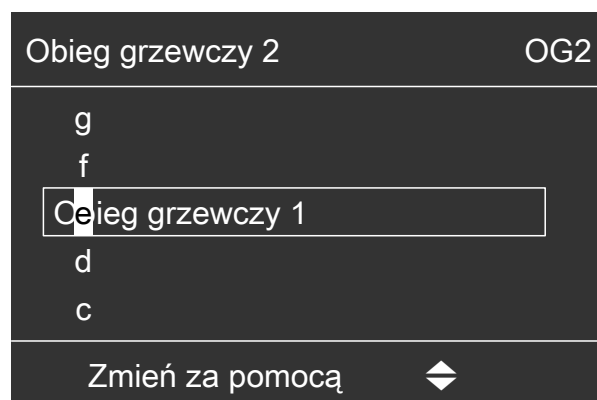 Obieg grzewczy 2 OG2
g
f
Oeieg grzewczy 1
d
c
Zmień za pomocą